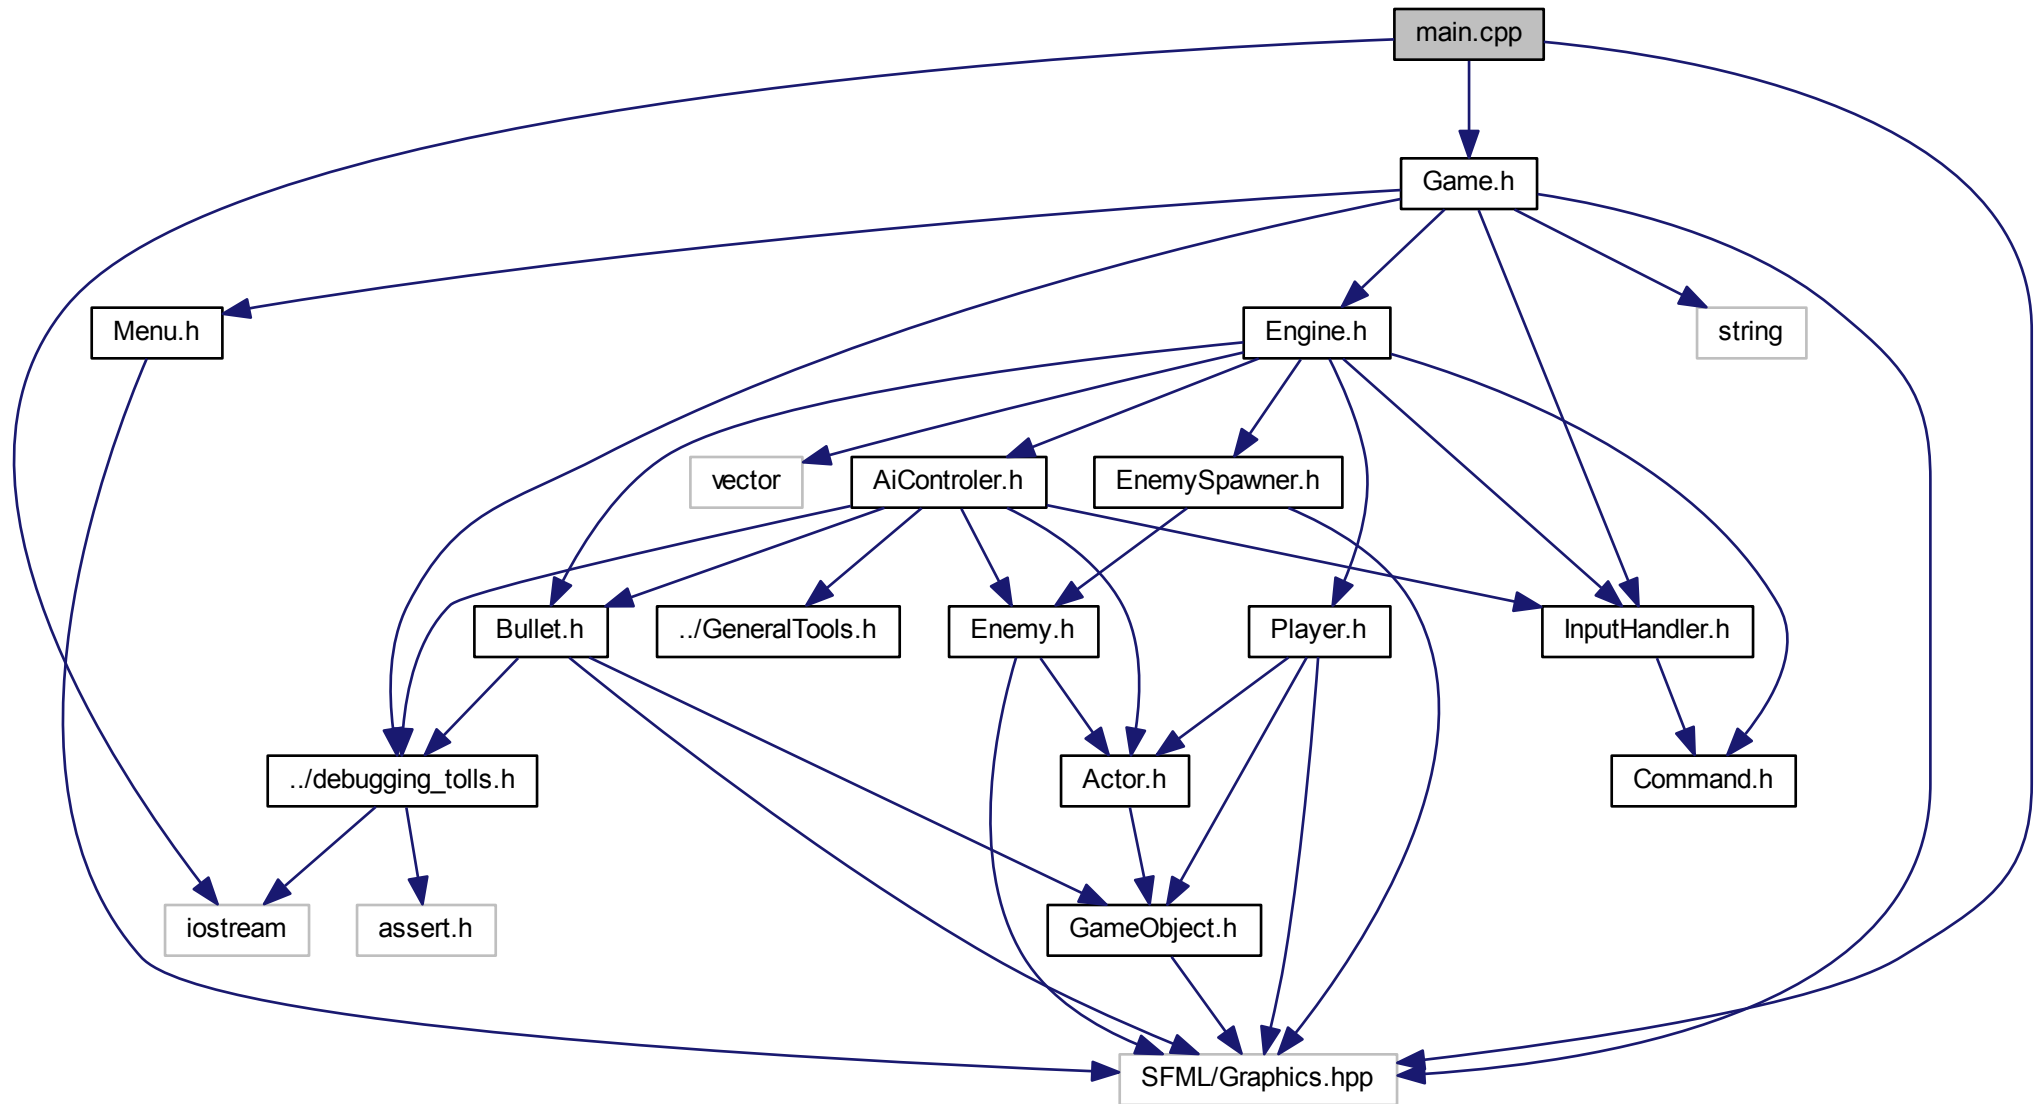 main.cpp
Game.h
Menu.h
Engine.h
string
vector
AiControler.h
EnemySpawner.h
Bullet.h
../GeneralTools.h
Enemy.h
Player.h
InputHandler.h
../debugging_tolls.h
Actor.h
Command.h
iostream
assert.h
GameObject.h
SFML/Graphics.hpp